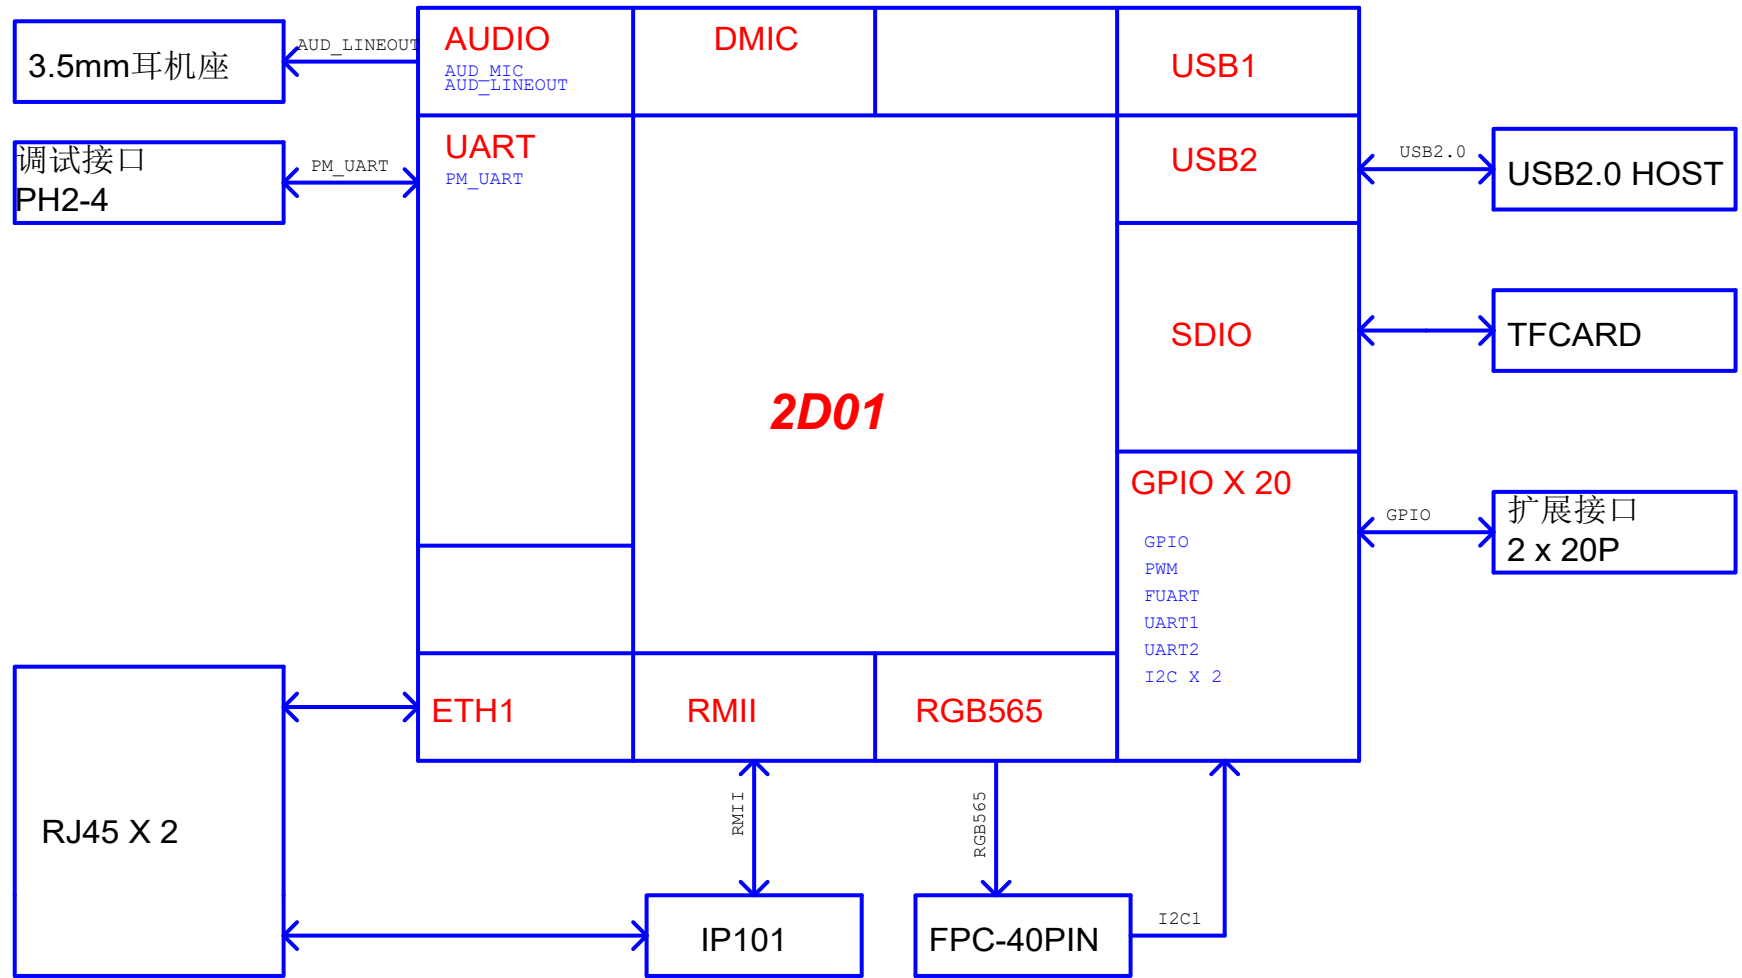 3.5mm耳机座
AUD_LINEOUT
AUDIO
AUD_MIC
AUD_LINEOUT
DMIC
USB1
调试接口
PH2-4
PM_UART
UART
PM_UART
USB2
USB2.0
USB2.0 HOST
SDIO
TFCARD
2D01
GPIO X 20
GPIO
PWM
FUART
UART1
UART2
I2C X 2
GPIO
扩展接口
2 x 20P
ETH1
RMII
RGB565
RJ45 X 2
RMII
RGB565
IP101
FPC-40PIN
I2C1